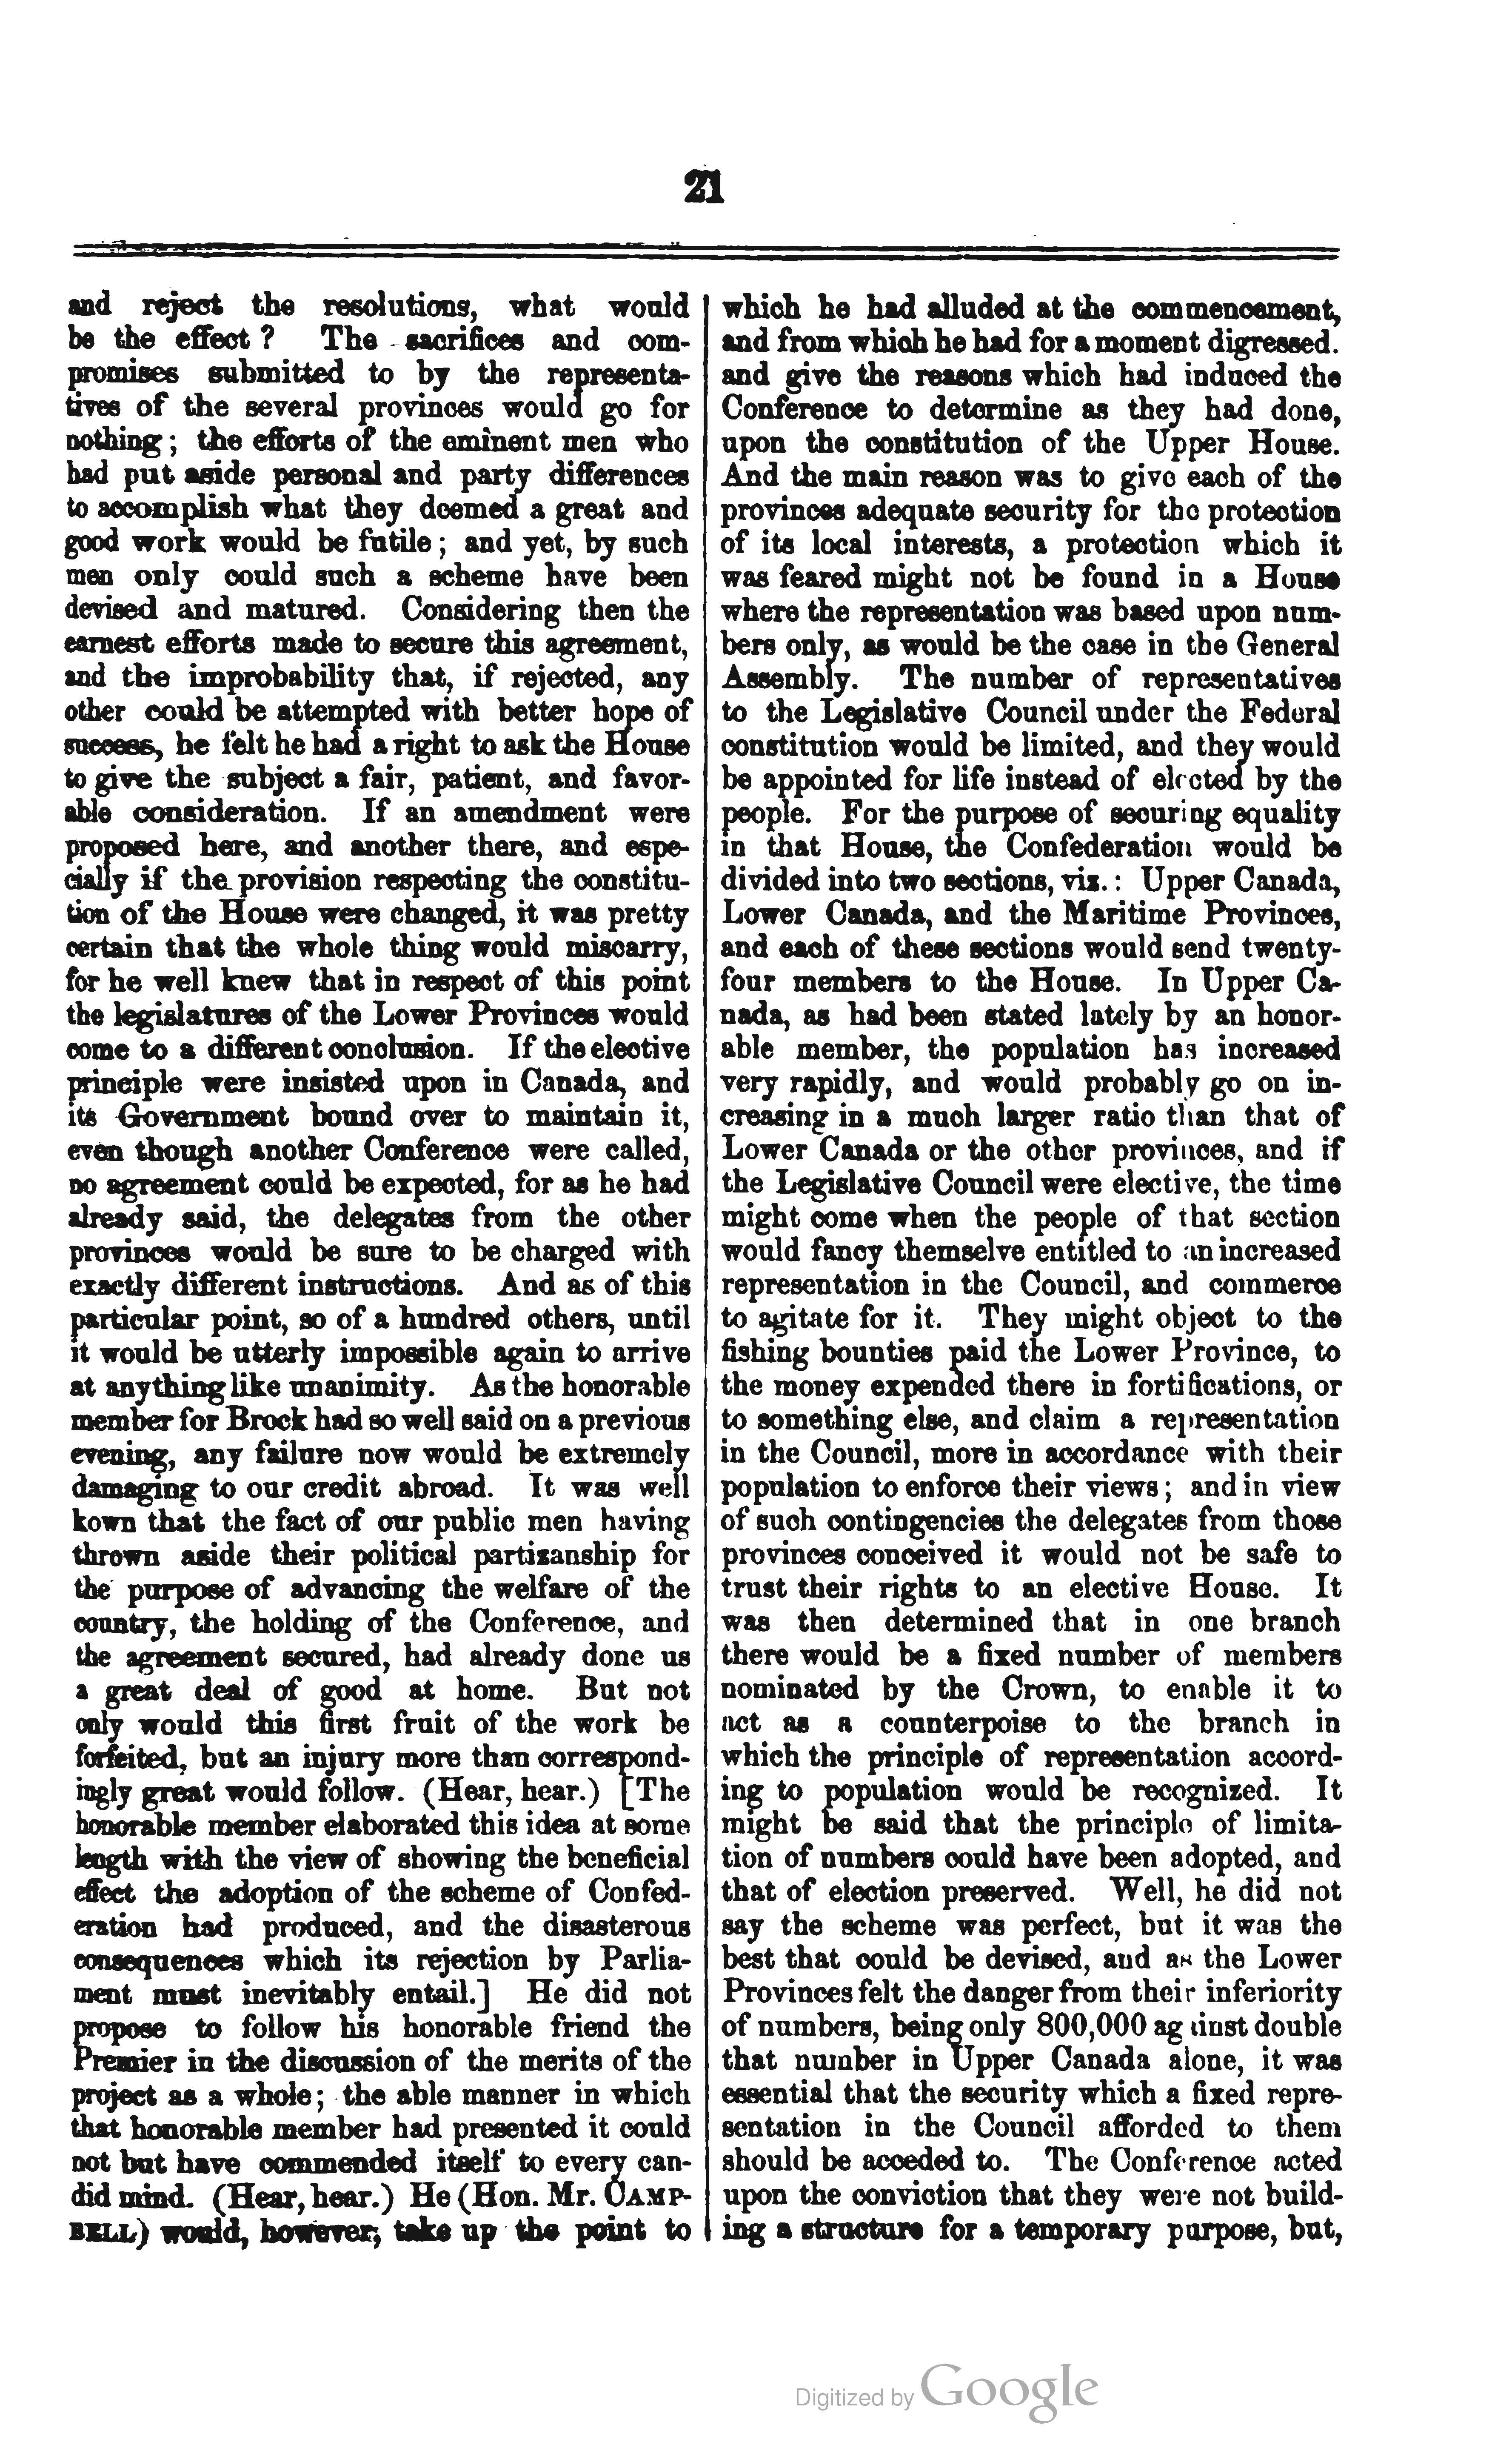 21
and reject the resolutions, what would
be the effect ? The sacrifices and com-
promises submitted to by the representa-
tives of the several provinces would go for
nothing ; the efforts of the eminent men who
had put aside personal and party differences
to accomplish what they deemed a great and
good work would be futile ; and yet, by such
men only could such a scheme have been
devised and matured. Considering then the
earnest efforts made to secure this agreement,
and the improbability that, if rejected, any
other could be attempted with better hope of
success, he felt he had a right to ask the House
to give the subject a fair, patient, and favor-
able consideration. If an amendment were
proposed here, and another there, and espe-
cially if the provision respecting the constitu-
tion of the House were changed, it was pretty
certain that the whole thing would miscarry,
for he well knew that in respect of this point
the legislatures of the Lower Provinces would
come to a different conclusion. If the elective
principle were insisted upon in Canada, and
its Government bound over to maintain it,
even though another Conference were called,
no agreement could be expected, for as he had
already said, the delegates from the other
provinces would be sure to be charged with
exactly different instructions. And as of this
particular point, so of a hundred others, until
it would be utterly impossible again to arrive
at anything like unanimity. As the honorable
member for Brock had so well said on a previous
evening, any failure now would be extremely
damaging to our credit abroad. It was well
kown that the fact of our public men having
thrown aside their political partizanship for
the purpose of advancing the welfare of the
country, the holding of the Conference, and
the agreement secured, had already done us
a great deal of good at home. But not
only would this first fruit of the work be
forfeited, but an injury more than correspond-
ingly great would follow. (Hear, hear.) [The
honorable member elaborated this idea at some
length with the view of showing the beneficial
effect the adoption of the scheme of Confed-
eration had produced, and the disasterous
consequences which its rejection by Parlia-
ment must inevitably entail.] He did not
propose to follow his honorable friend the
Premier in the discussion of the merits of the
project as a whole ; the able manner in which
that honorable member had presented it could
not but have commended itself to every can-
did mind. (Hear, hear.) He (Hon. Mr. CAMP-
BELL) would, however, take up the point to
which he had alluded at the commencement,
and from which he had for a moment digressed.
and give the reasons which had induced the
Conference to determine as they had done,
upon the constitution of the Upper House.
And the main reason was to give each of the
provinces adequate security for the protection
of its local interests, a protection which it
was feared might not be found in a House
where the representation was based upon num-
bers only, as would be the case in the General
Assembly. The number of representatives
to the Legislative Council under the Federal
constitution would be limited, and they would
be appointed for life instead of elected by the
people. For the purpose of securing equality
in that House, the Confederation would be
divided into two sections, viz. : Upper Canada,
Lower Canada, and the Maritime Provinces,
and each of these sections would send twenty-
four members to the House. In Upper Ca-
nada, as had been stated lately by an honor-
able member, the population has increased
very rapidly, and would probably go on in-
creasing in a much larger ratio than that of
Lower Canada or the other provinces, and if
the Legislative Council were elective, the time
might come when the people of that section
would fancy themselve entitled to an increased
representation in the Council, and commerce
to agitate for it. They might object to the
fishing bounties paid the Lower Province, to
the money expended there in fortifications, or
to something else, and claim a representation
in the Council, more in accordance with their
population to enforce their views ; and in view
of such contingencies the delegates from those
provinces conceived it would not be safe to
trust their rights to an elective House. It
was then determined that in one branch
there would be a fixed number of members
nominated by the Crown, to enable it to
act as a counterpoise to the branch in
which the principle of representation accord-
ing to population would be recognized. It
might be said that the principle of limita-
tion of numbers could have been adopted, and
that of election preserved. Well, he did not
say the scheme was perfect, but it was the
best that could be devised, and as the Lower
Provinces felt the danger from their inferiority
of numbers, being only 800,000 against double
that number in Upper Canada alone, it was
essential that the security which a fixed repre-
sentation in the Council afforded to them
should be acceded to. The Conference acted
upon the conviction that they were not build-
ing a structure for a temporary purpose, but,
Digitized by Google